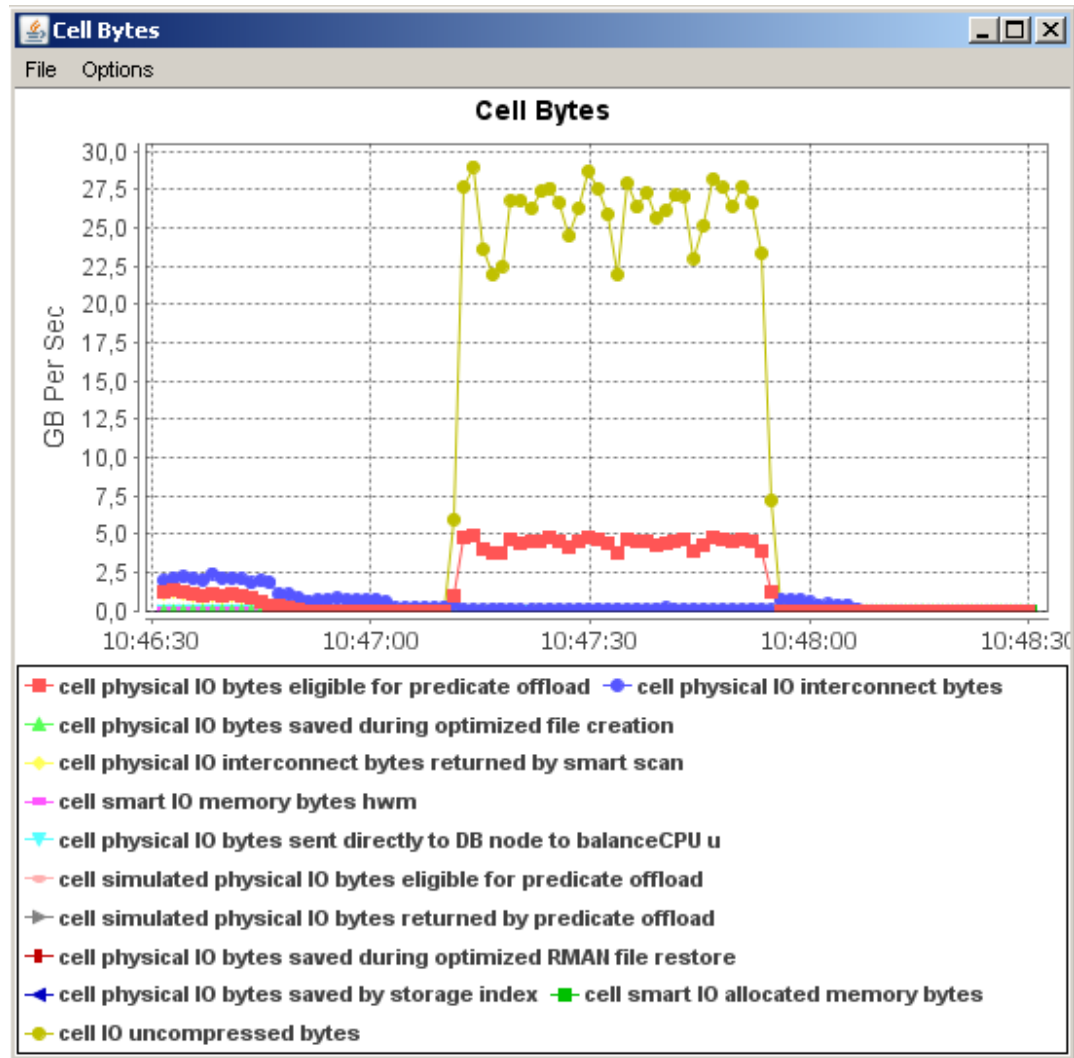 Cell Bytes
File Options
Cell Bytes
30,0
27,5
25,0
22,5
20,0
17,5
15,0
12,5
10,0
7,5
5,0
2,5
0,0
GB Per Sec
10:46:30 10:47:00 10:47:30 10:48:00 10:48:30
cell physical IO bytes eligible for predicate offload cell physical IO interconnect bytes
cell physical IO bytes saved during optimized file creation
cell physical IO interconnect bytes returned by smart scan
cell smart IO memory bytes hwm
cell physical IO bytes sent directly to DB node to balanceCPU u
cell simulated physical IO bytes eligible for predicate offload
cell simulated physical IO bytes returned by predicate offload
cell physical IO bytes saved during optimized RMAN file restore
cell physical IO bytes saved by storage index cell smart IO allocated memory bytes
cell IO uncompressed bytes